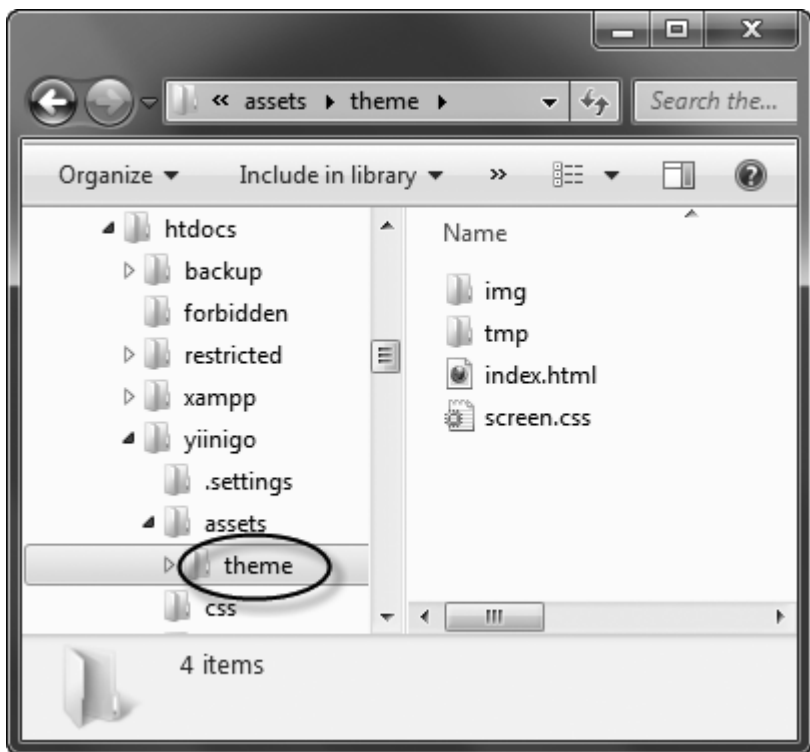 « assets theme
Search the...
Organize Include in library »
htdocs
backup
forbidden
restricted
xampp
yiinigo
.settings
assets
theme
css
Name
img
tmp
index.html
screen.css
4 items